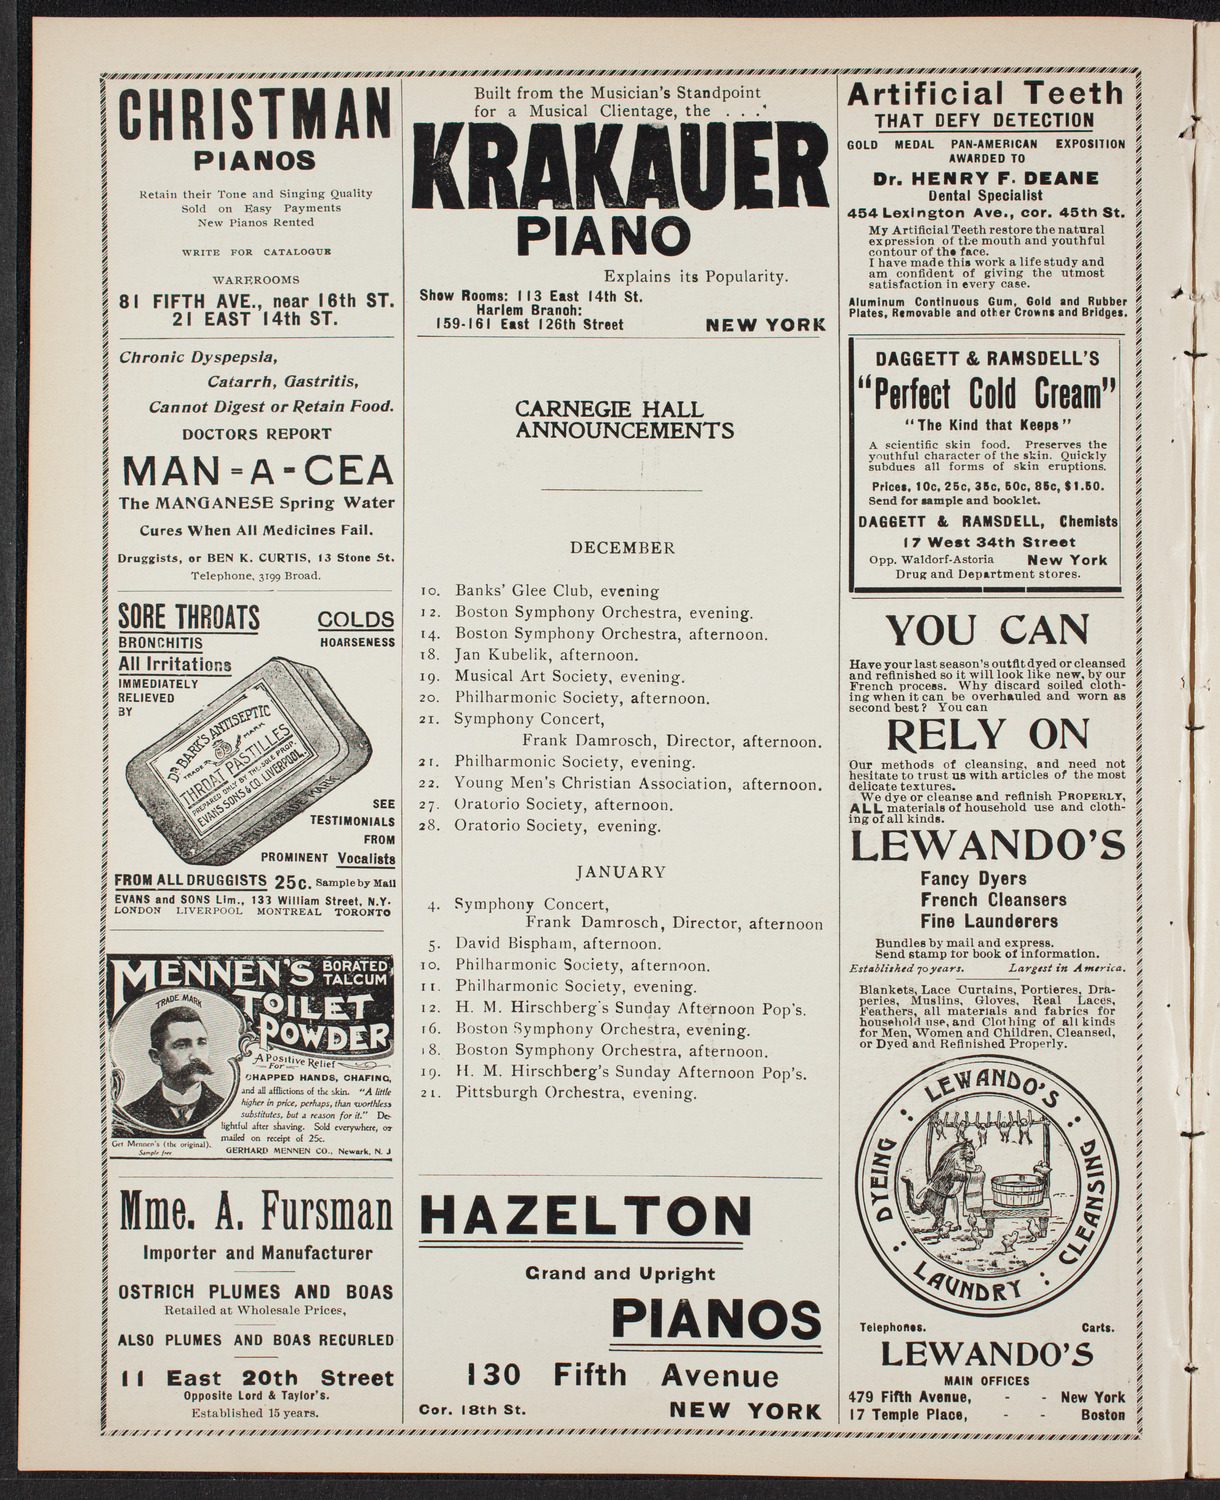 CHRISTMAN
PIANOS
Retain their Tone and Singing Quality
Sold on Easy Payments
New Pianos Rented
WRITE FOR CATALOGUE
WAREROOMS
81 FIFTH AVE., near 16th ST.
21 EAST 14th ST.
Chronic Dyspepsia,
Catarrh, Gastritis,
Cannot Digest or Retain Food.
DOCTORS REPORT
MAN-A-CEA
The MANGANESE Spring Water
Cures When All Medicines Fail.
Druggists, or BEN K. CURTIS, 13 Stone St.
Telephone, 3199 Broad.
SORE THROATS COLDS
BRONCHITIS HOARSENESS
All Irritations
IMMEDIATELY
RELIEVED
BY
DR BARK'S ANTISEPTIC
TRADE MARK
THROAT PASTILLES
PREPARED ONLY BY THE SOLE PROP.
EVANS SONS & CO. LIVERPOOL.
TRADE MARK
SEE
TESTIMONIALS
FROM
PROMINENT Vocalists
FROM ALL DRUGGISTS 25c. Sample by Mail
EVANS and SONS Lim., 133 William Street, N.Y.
LONDON LIVERPOOL MONTREAL TORONTO
MENNEN'S BORATED
TALCUM
TOILET
POWDER
TRADE MARK
A Positive Relief
For
CHAPPED HANDS, CHAFING,
and all afflictions of the skin. "A little
higher in price, perhaps, than worthless
substitutes, but a reason for it." De-
lightful after shaving. Sold everywhere, or
mailed on receipt of 25c.
Get Mennen's (the original).
Sample free
GERHARD MENNEN CO., Newark, N. J
Mme. A. Fursman
Importer and Manufacturer
OSTRICH PLUMES AND BOAS
Retailed at Wholesale Prices,
ALSO PLUMES AND BOAS RECURLED
11 East 20th Street
Opposite Lord & Taylor's.
Established 15 years.
Built from the Musician's Standpoint
for a Musical Clientage, the . . .
KRAKAUER
PIANO
Explains its Popularity.
Show Rooms: 113 East 14th St.
Harlem Branch:
159-161 East 126th Street NEW YORK
CARNEGIE HALL
ANNOUNCEMENTS
DECEMBER
10. Banks' Glee Club, evening
12. Boston Symphony Orchestra, evening.
14. Boston Symphony Orchestra, afternoon.
18. Jan Kubelik, afternoon.
19. Musical Art Society, evening.
20. Philharmonic Society, afternoon.
21. Symphony Concert,
Frank Damrosch, Director, afternoon.
21. Philharmonic Society, evening.
22. Young Men's Christian Association, afternoon.
27. Oratorio Society, afternoon.
28. Oratorio Society, evening.
JANUARY
4. Symphony Concert,
Frank Damrosch, Director, afternoon
5. David Bispham, afternoon.
10. Philharmonic Society, afternoon.
11. Philharmonic Society, evening.
12. H. M. Hirschberg's Sunday Afternoon Pop's.
16. Boston Symphony Orchestra, evening.
18. Boston Symphony Orchestra, afternoon.
19. H. M. Hirschberg's Sunday Afternoon Pop's.
21. Pittsburgh Orchestra, evening.
HAZELTON
Grand and Upright
PIANOS
130 Fifth Avenue
Cor. 18th St. NEW YORK
Artificial Teeth
THAT DEFY DETECTION
GOLD MEDAL PAN-AMERICAN EXPOSITION
AWARDED TO
Dr. HENRY F. DEANE
Dental Specialist
454 Lexington Ave., cor. 45th St.
My Artificial Teeth restore the natural
expression of the mouth and youthful
contour of the face.
I have made this work a life study and
am confident of giving the utmost
satisfaction in every case.
Aluminum Continuous Gum, Gold and Rubber
Plates, Removable and other Crowns and Bridges.
DAGGETT & RAMSDELL'S
"Perfect Cold Cream"
"The Kind that Keeps"
A scientific skin food. Preserves the
youthful character of the skin. Quickly
subdues all forms of skin eruptions.
Prices, 10c, 25c, 35c, 50c, 85c, $1.50.
Send for sample and booklet.
DAGGETT & RAMSDELL, Chemists
17 West 34th Street
Opp. Waldorf-Astoria New York
Drug and Department stores.
YOU CAN
Have your last season's outfit dyed or cleansed
and refinished so it will look like new, by our
French process. Why discard soiled cloth-
ing when it can be overhauled and worn as
second best? You can
RELY ON
Our methods of cleansing, and need not
hesitate to trust us with articles of the most
delicate textures.
We dye or cleanse and refinish PROPERLY,
ALL materials of household use and cloth-
ing of all kinds.
LEWANDO'S
Fancy Dyers
French Cleansers
Fine Launderers
Bundles by mail and express.
Send stamp for book of information.
Established 70 years. Largest in America.
Blankets, Lace Curtains, Portieres, Dra-
peries, Muslins, Gloves, Real Laces,
Feathers, all materials and fabrics for
household use, and Clothing of all kinds
for Men, Women and Children, Cleansed,
or Dyed and Refinished Properly.
LEWANDO'S
DYEING
CLEANSING
LAUNDRY
Telephones. Carts.
LEWANDO'S
MAIN OFFICES
479 Fifth Avenue, - - New York
17 Temple Place, - - Boston